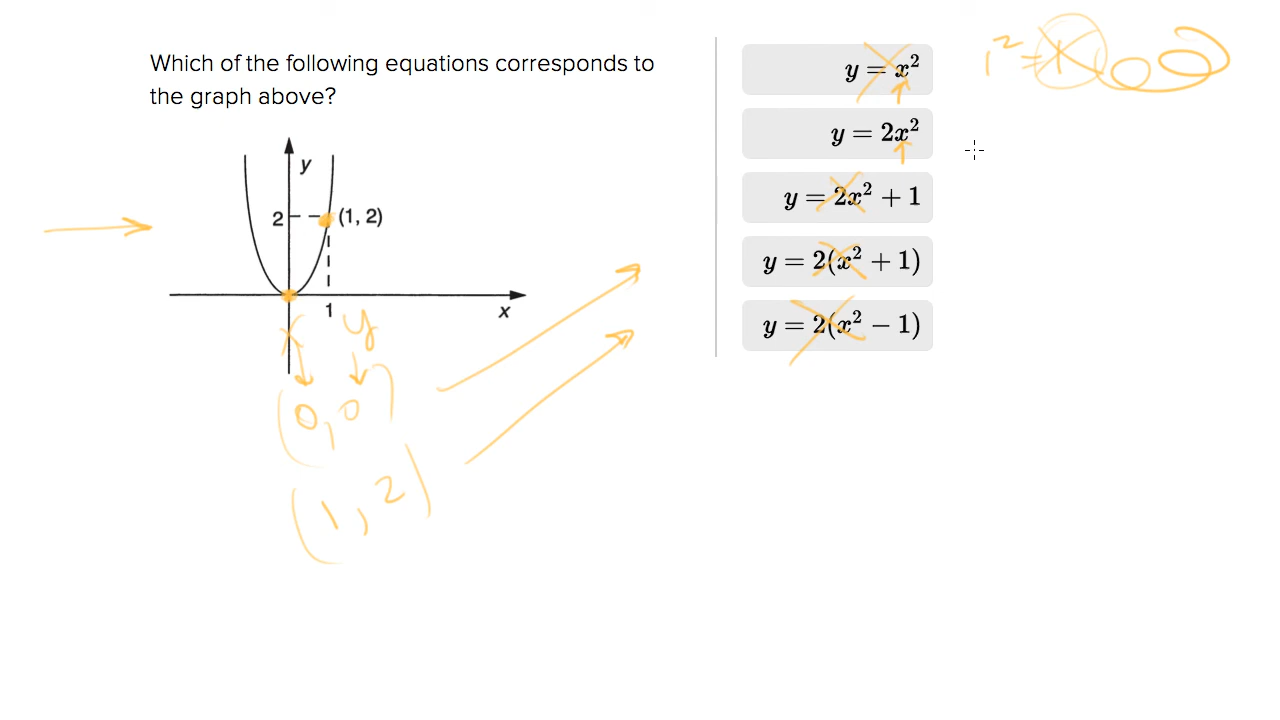 Which of the following equations corresponds to
the graph above?
y
2
(1, 2)
1
x
x y
(0, 0)
(1, 2)
y = x²
y = 2x²
y = 2x² + 1
y = 2(x² + 1)
y = 2(x² − 1)
1² =